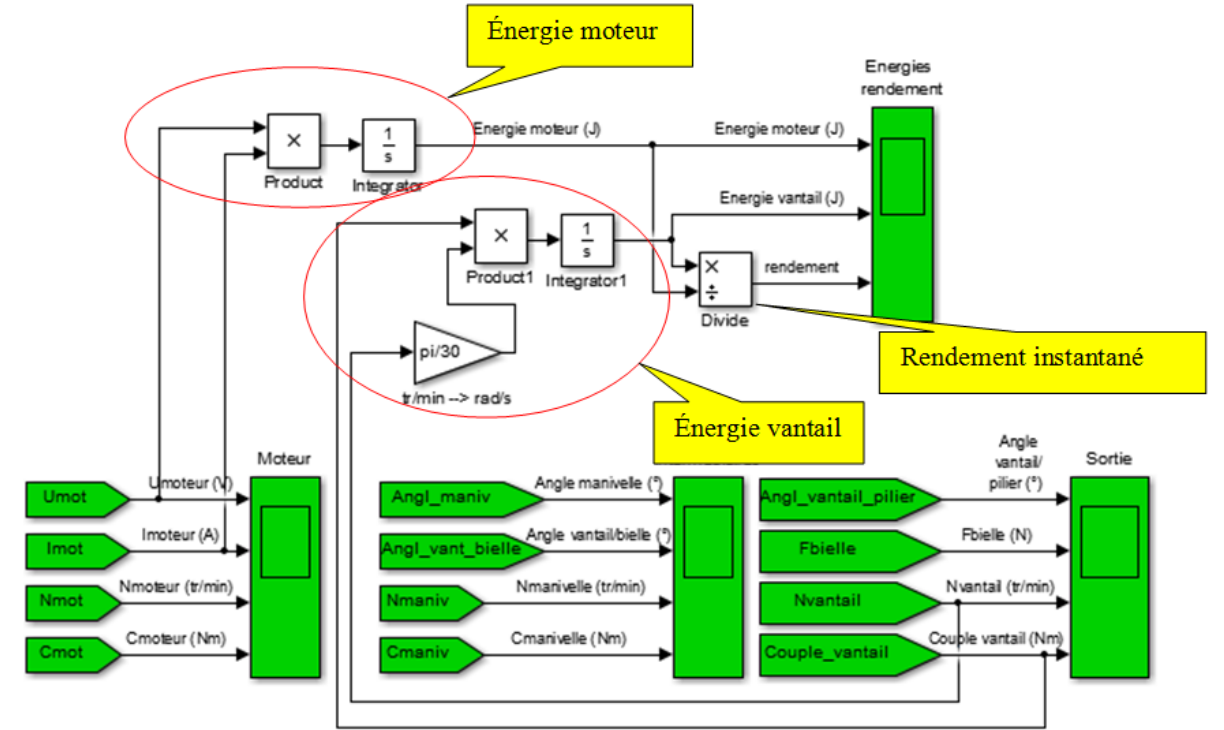 Énergie moteur
Energies
rendement
×
Product
1
s
Integrator
Energie moteur (J)
Energie moteur (J)
Energie vantail (J)
×
Product1
1
s
Integrator1
×
÷
Divide
rendement
Rendement instantané
pi/30
tr/min --> rad/s
Énergie vantail
Moteur
Umot
Umoteur (V)
Imot
Imoteur (A)
Nmot
Nmoteur (tr/min)
Cmot
Cmoteur (Nm)
Angl_maniv
Angle manivelle (°)
Angl_vant_bielle
Angle vantail/bielle (°)
Nmaniv
Nmanivelle (tr/min)
Cmaniv
Cmanivelle (Nm)
Angle
vantail/
pilier (°)
Sortie
Angl_vantail_pilier
Fbielle
Fbielle (N)
Nvantail
Nvantail (tr/min)
Couple_vantail
Couple vantail (Nm)